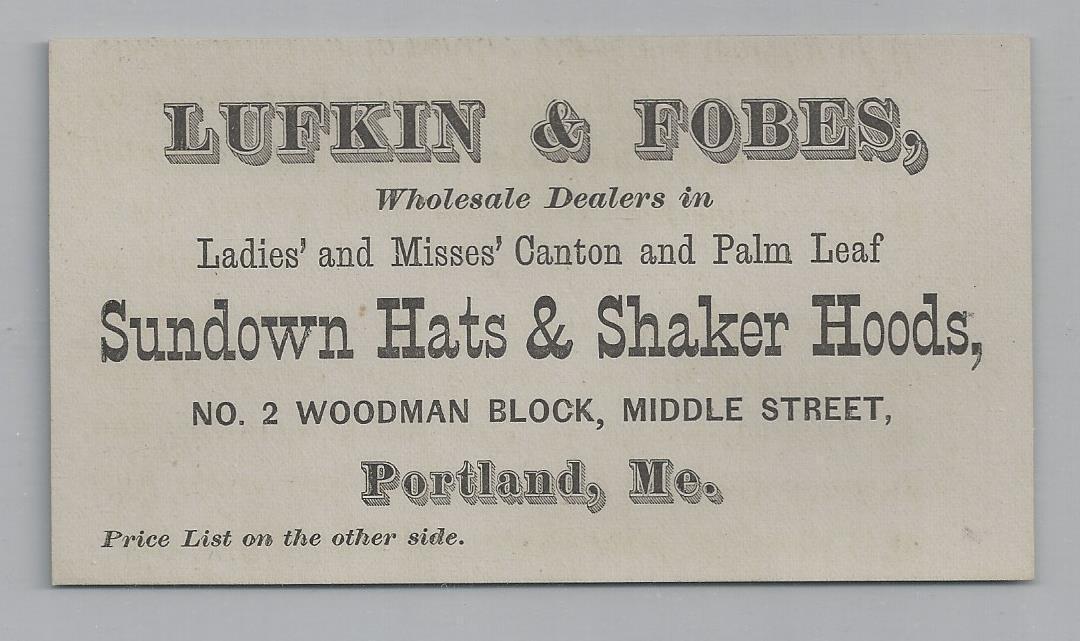 LUFKIN & FOBES,
Wholesale Dealers in
Ladies' and Misses' Canton and Palm Leaf
Sundown Hats & Shaker Hoods,
NO. 2 WOODMAN BLOCK, MIDDLE STREET,
Portland, Me.
Price List on the other side.